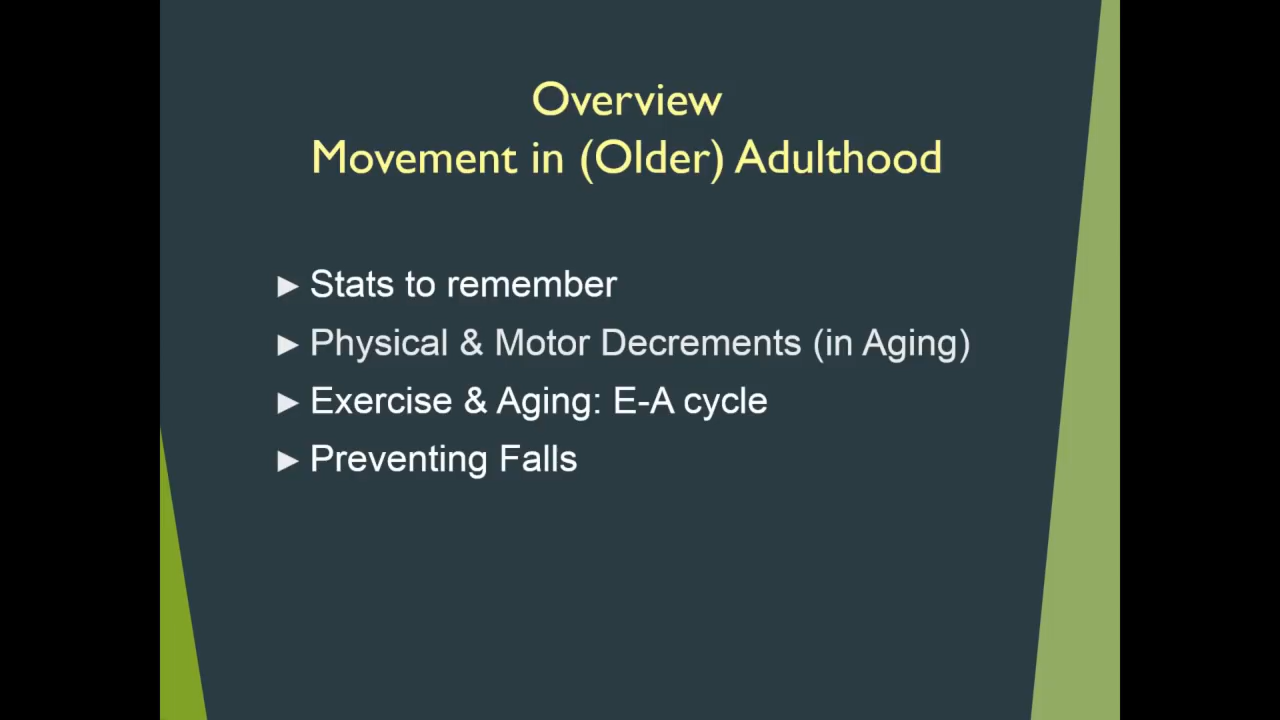 Overview
Movement in (Older) Adulthood
► Stats to remember
► Physical & Motor Decrements (in Aging)
► Exercise & Aging: E-A cycle
► Preventing Falls